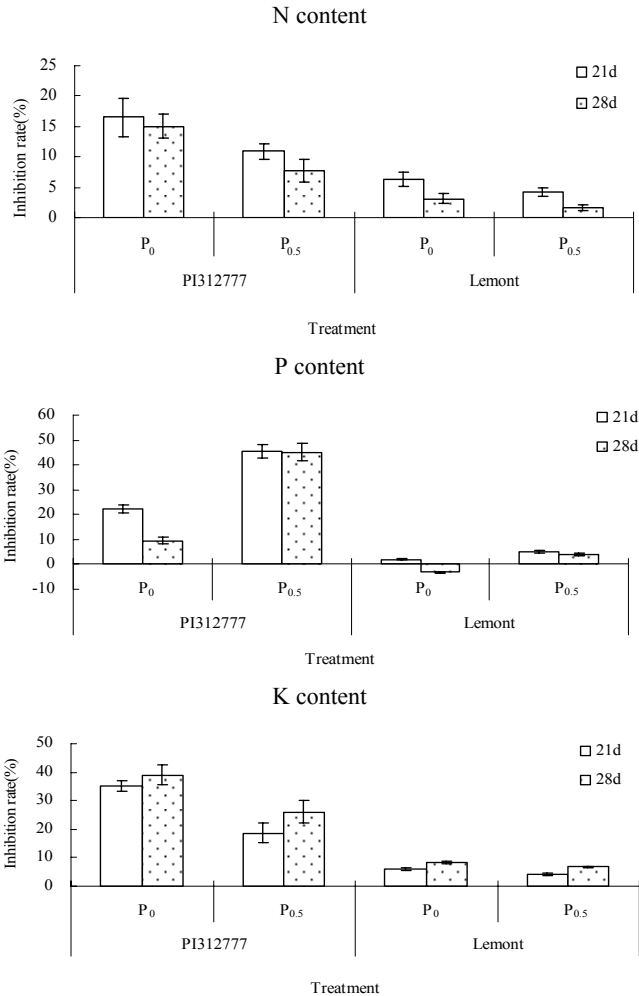 N content
Inhibition rate(%)
25
20
15
10
5
0
21d
28d
P0 P0.5 P0 P0.5
PI312777 Lemont
Treatment
P content
Inhibition rate(%)
60
50
40
30
20
10
0
-10
21d
28d
P0 P0.5 P0 P0.5
PI312777 Lemont
Treatment
K content
Inhibition rate(%)
50
40
30
20
10
0
21d
28d
P0 P0.5 P0 P0.5
PI312777 Lemont
Treatment